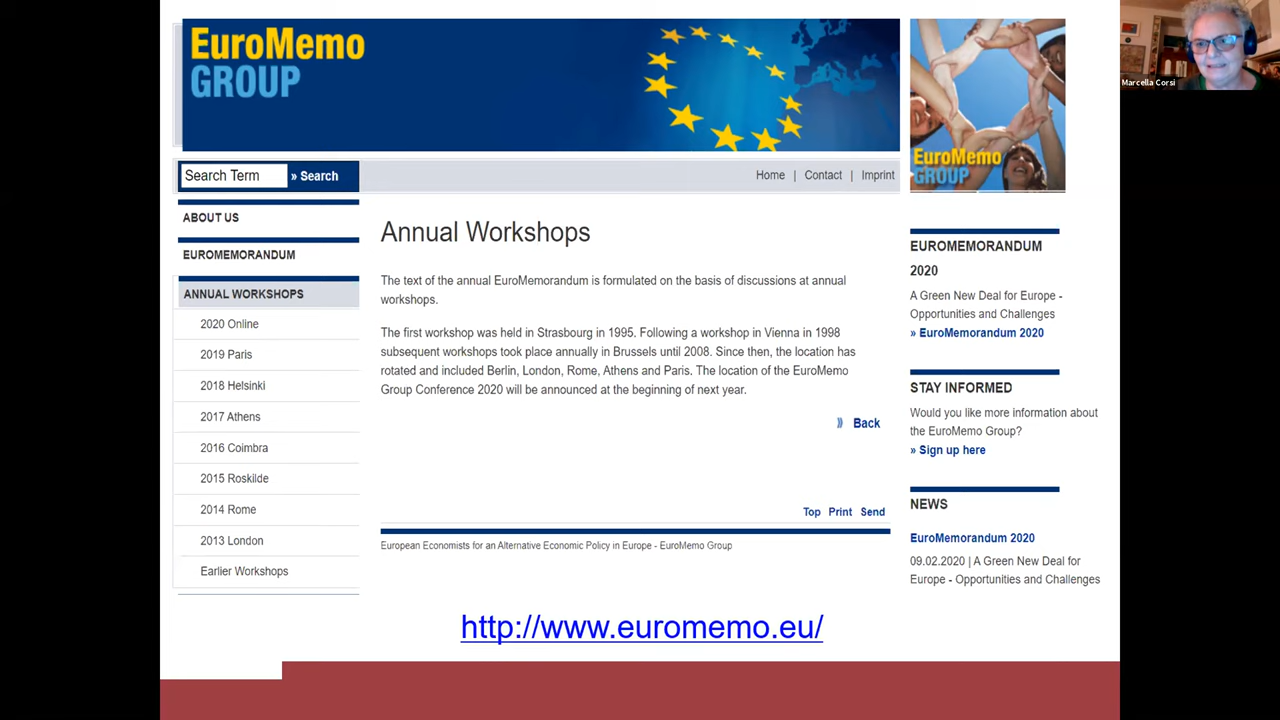 EuroMemo
GROUP
EuroMemo
GROUP
Marcella Corsi
Search Term
» Search
Home | Contact | Imprint
ABOUT US
EUROMEMORANDUM
ANNUAL WORKSHOPS
2020 Online
2019 Paris
2018 Helsinki
2017 Athens
2016 Coimbra
2015 Roskilde
2014 Rome
2013 London
Earlier Workshops
Annual Workshops
The text of the annual EuroMemorandum is formulated on the basis of discussions at annual
workshops.
The first workshop was held in Strasbourg in 1995. Following a workshop in Vienna in 1998
subsequent workshops took place annually in Brussels until 2008. Since then, the location has
rotated and included Berlin, London, Rome, Athens and Paris. The location of the EuroMemo
Group Conference 2020 will be announced at the beginning of next year.
Back
Top Print Send
European Economists for an Alternative Economic Policy in Europe - EuroMemo Group
EUROMEMORANDUM
2020
A Green New Deal for Europe -
Opportunities and Challenges
» EuroMemorandum 2020
STAY INFORMED
Would you like more information about
the EuroMemo Group?
» Sign up here
NEWS
EuroMemorandum 2020
09.02.2020 | A Green New Deal for
Europe - Opportunities and Challenges
http://www.euromemo.eu/